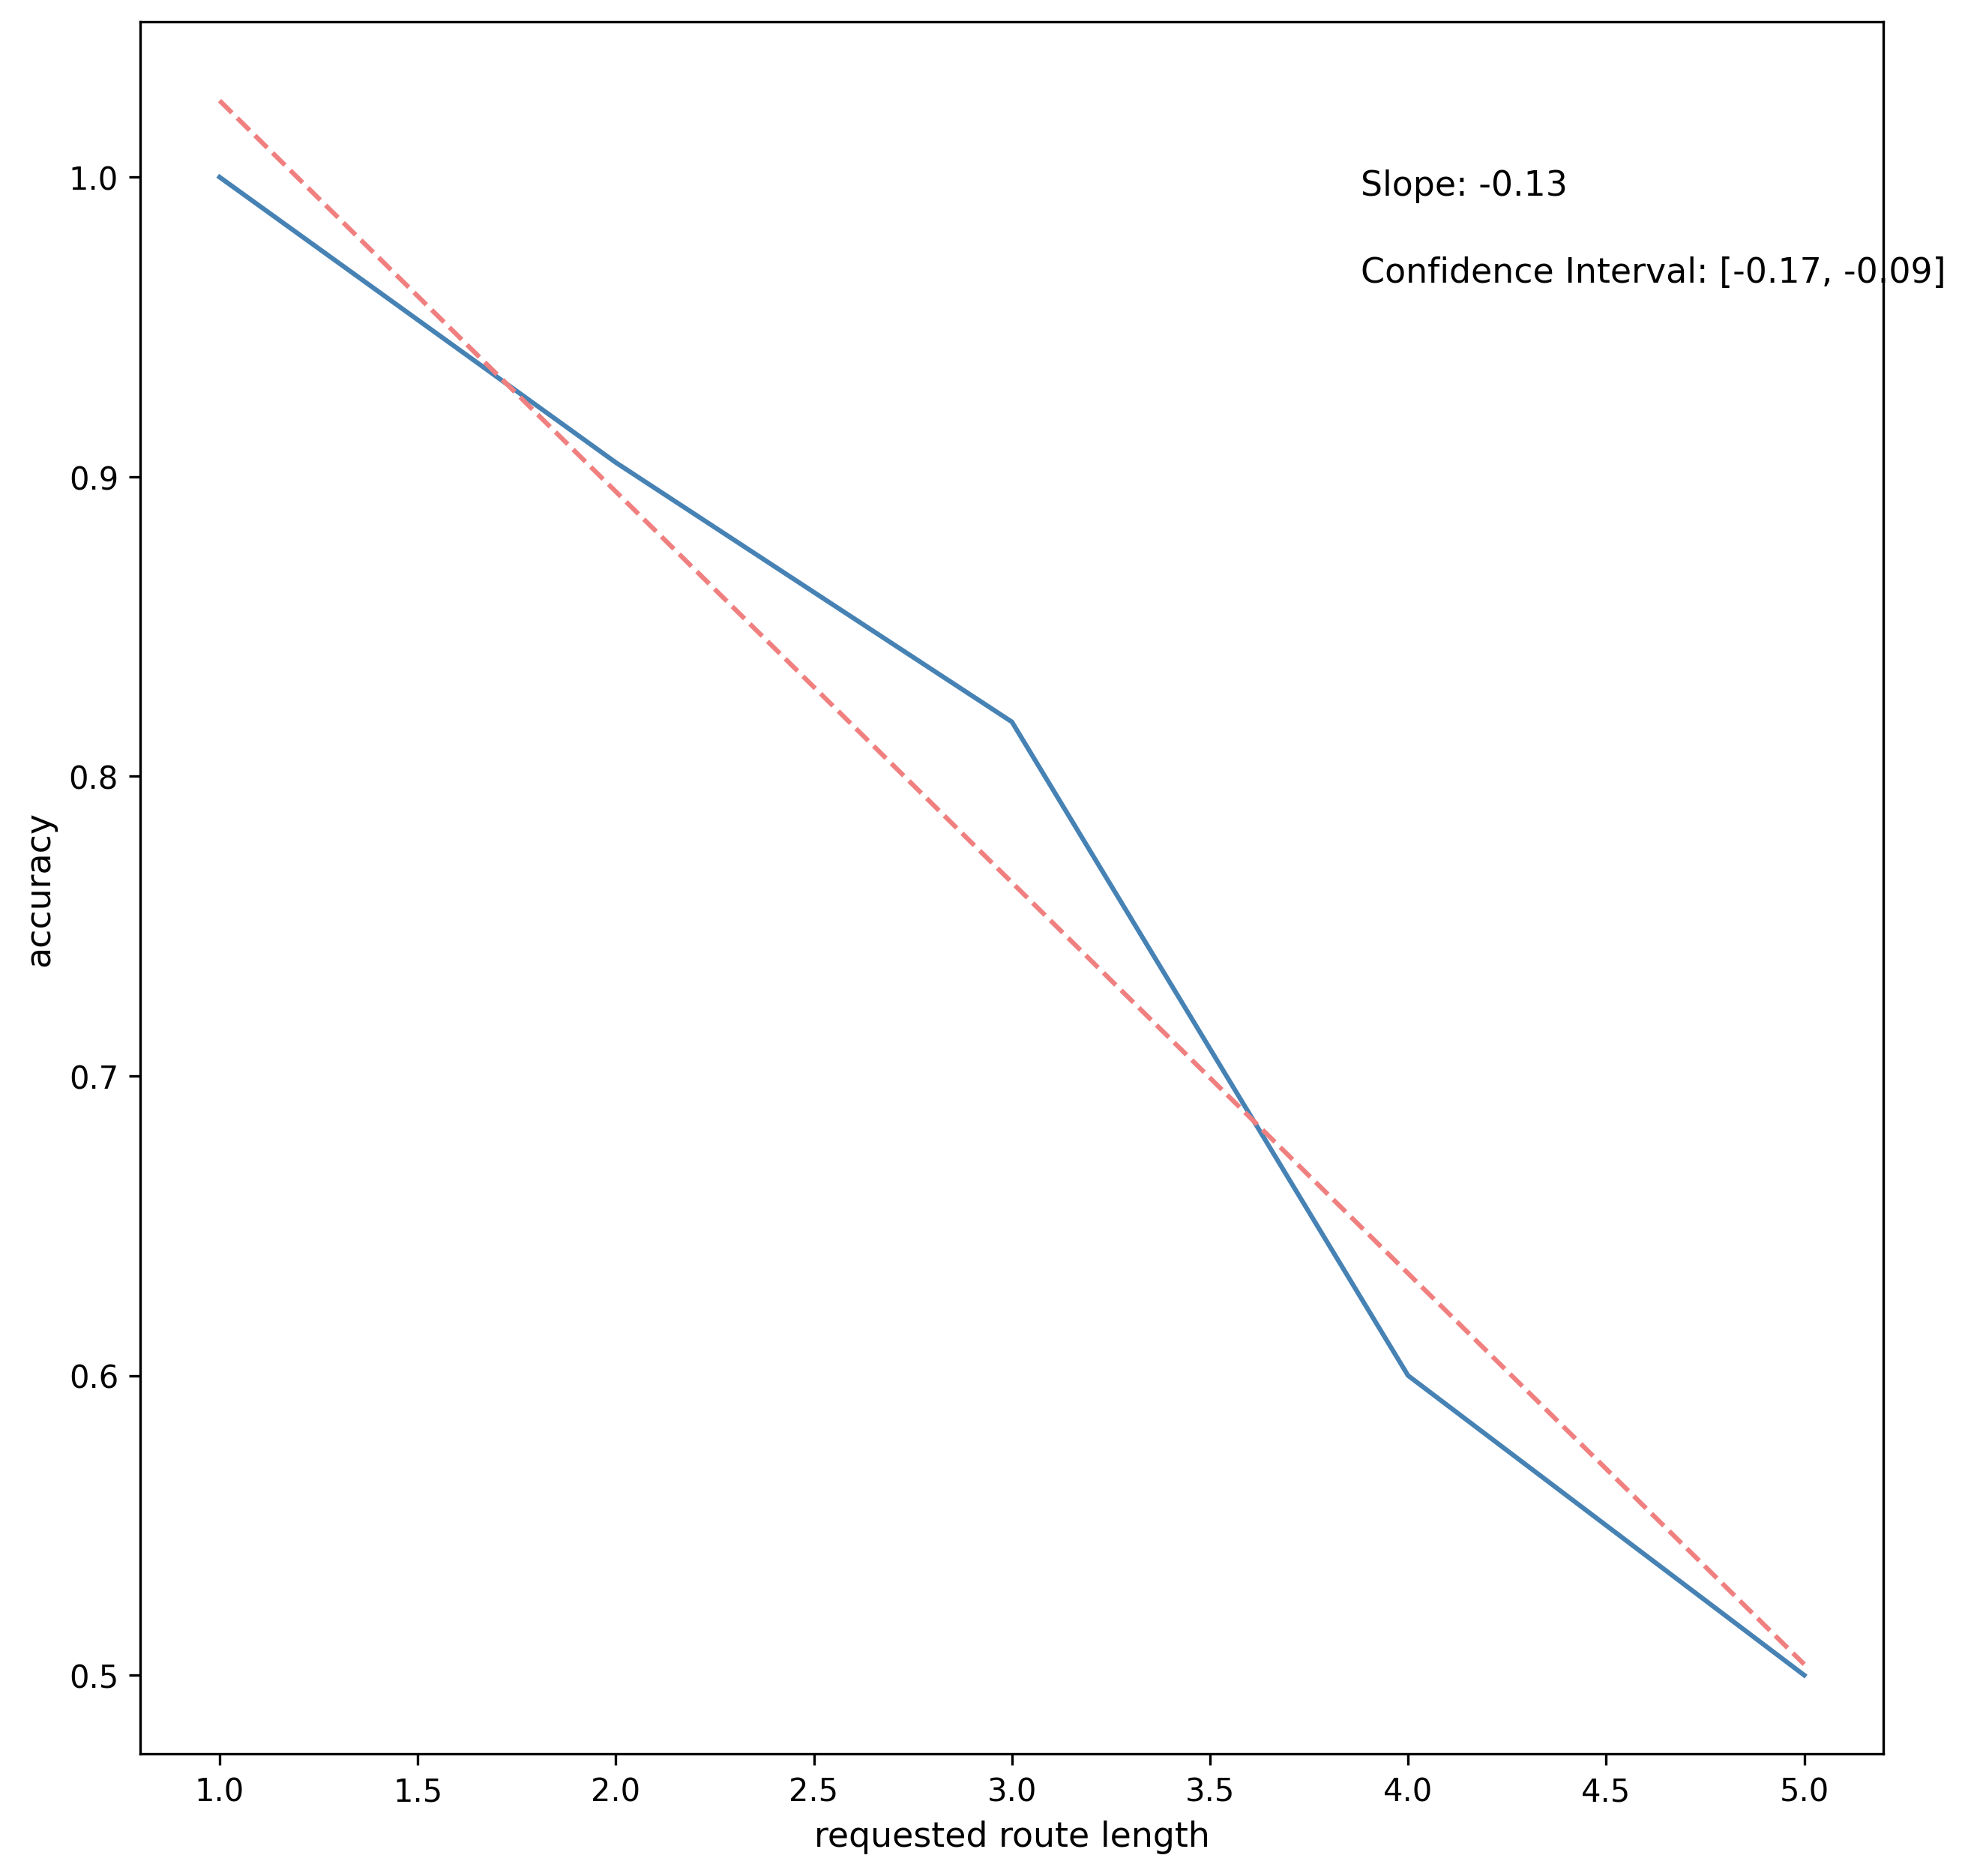 Slope: -0.13
Confidence Interval: [-0.17, -0.09]
1.0
0.9
0.8
0.7
0.6
0.5
accuracy
1.0 1.5 2.0 2.5 3.0 3.5 4.0 4.5 5.0
requested route length